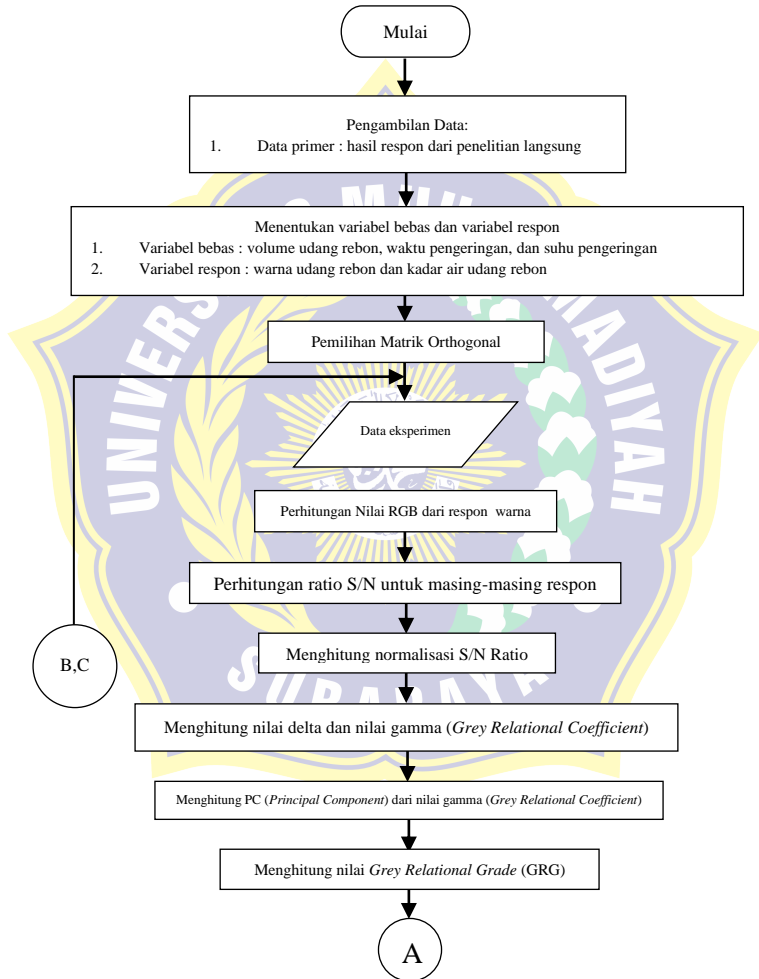 Mulai
Pengambilan Data:
1. Data primer : hasil respon dari penelitian langsung
Menentukan variabel bebas dan variabel respon
1. Variabel bebas : volume udang rebon, waktu pengeringan, dan suhu pengeringan
2. Variabel respon : warna udang rebon dan kadar air udang rebon
Pemilihan Matrik Orthogonal
Data eksperimen
Perhitungan Nilai RGB dari respon warna
Perhitungan ratio S/N untuk masing-masing respon
Menghitung normalisasi S/N Ratio
B,C
Menghitung nilai delta dan nilai gamma (Grey Relational Coefficient)
Menghitung PC (Principal Component) dari nilai gamma (Grey Relational Coefficient)
Menghitung nilai Grey Relational Grade (GRG)
A
SURABAYA